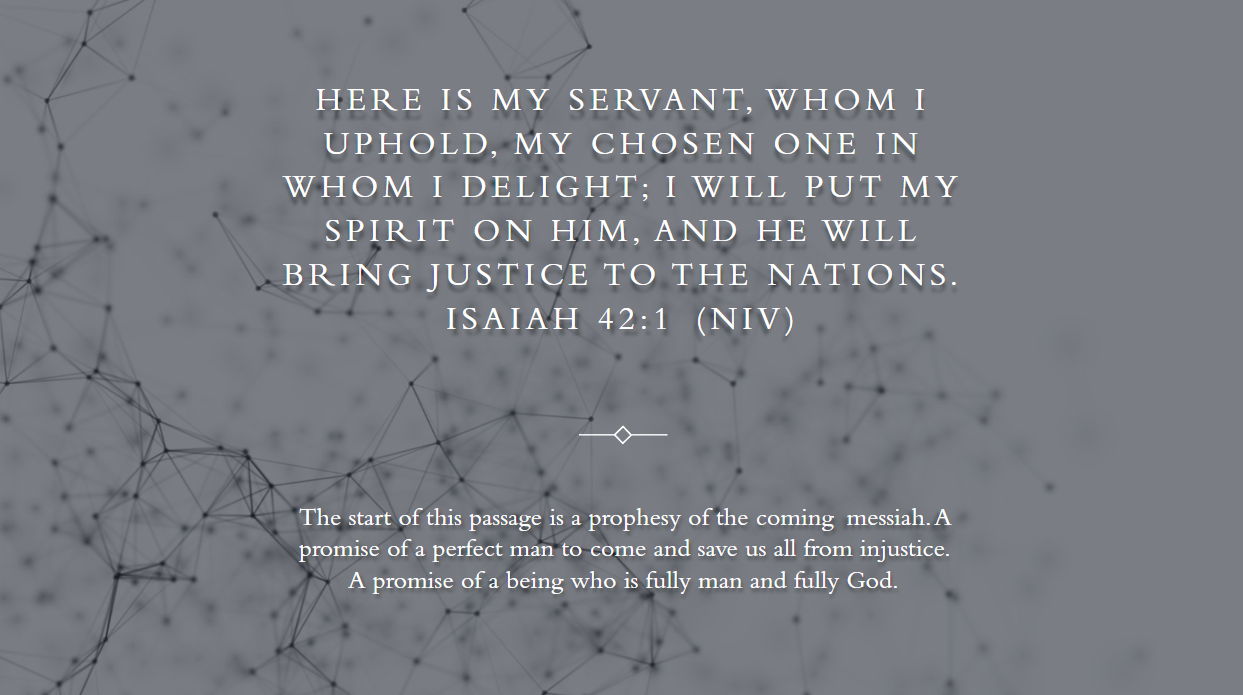 HERE IS MY SERVANT, WHOM I
UPHOLD, MY CHOSEN ONE IN
WHOM I DELIGHT; I WILL PUT MY
SPIRIT ON HIM, AND HE WILL
BRING JUSTICE TO THE NATIONS.
ISAIAH 42:1  (NIV)
The start of this passage is a prophesy of the coming  messiah. A
promise of a perfect man to come and save us all from injustice.
A promise of a being who is fully man and fully God.